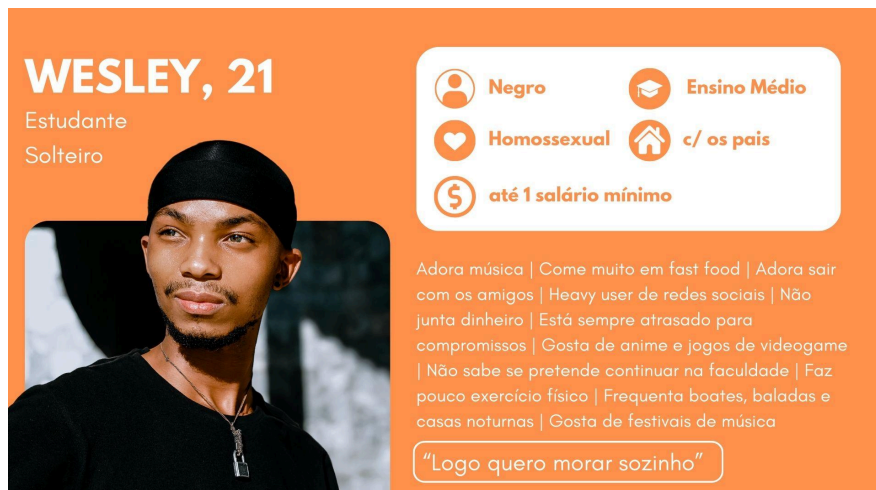 WESLEY, 21
Estudante
Solteiro
Negro
Ensino Médio
Homossexual
c/ os pais
até 1 salário mínimo
Adora música | Come muito em fast food | Adora sair
com os amigos | Heavy user de redes sociais | Não
junta dinheiro | Está sempre atrasado para
compromissos | Gosta de anime e jogos de videogame
| Não sabe se pretende continuar na faculdade | Faz
pouco exercício físico | Frequenta boates, baladas e
casas noturnas | Gosta de festivais de música
“Logo quero morar sozinho”